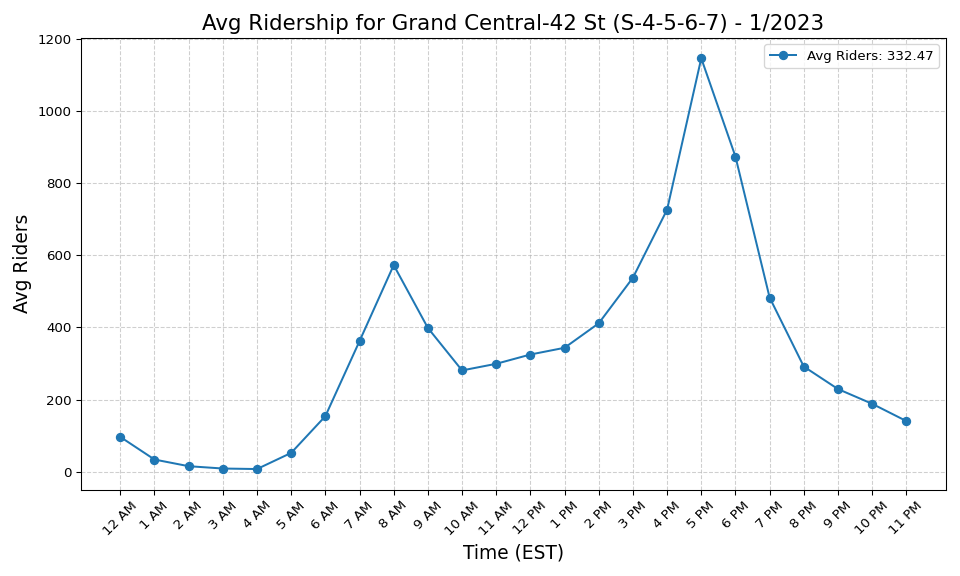 Avg Ridership for Grand Central-42 St (S-4-5-6-7) - 1/2023
Avg Riders: 332.47
Avg Riders
1200
1000
800
600
400
200
0
12 AM 1 AM 2 AM 3 AM 4 AM 5 AM 6 AM 7 AM 8 AM 9 AM 10 AM 11 AM 12 PM 1 PM 2 PM 3 PM 4 PM 5 PM 6 PM 7 PM 8 PM 9 PM 10 PM 11 PM
Time (EST)